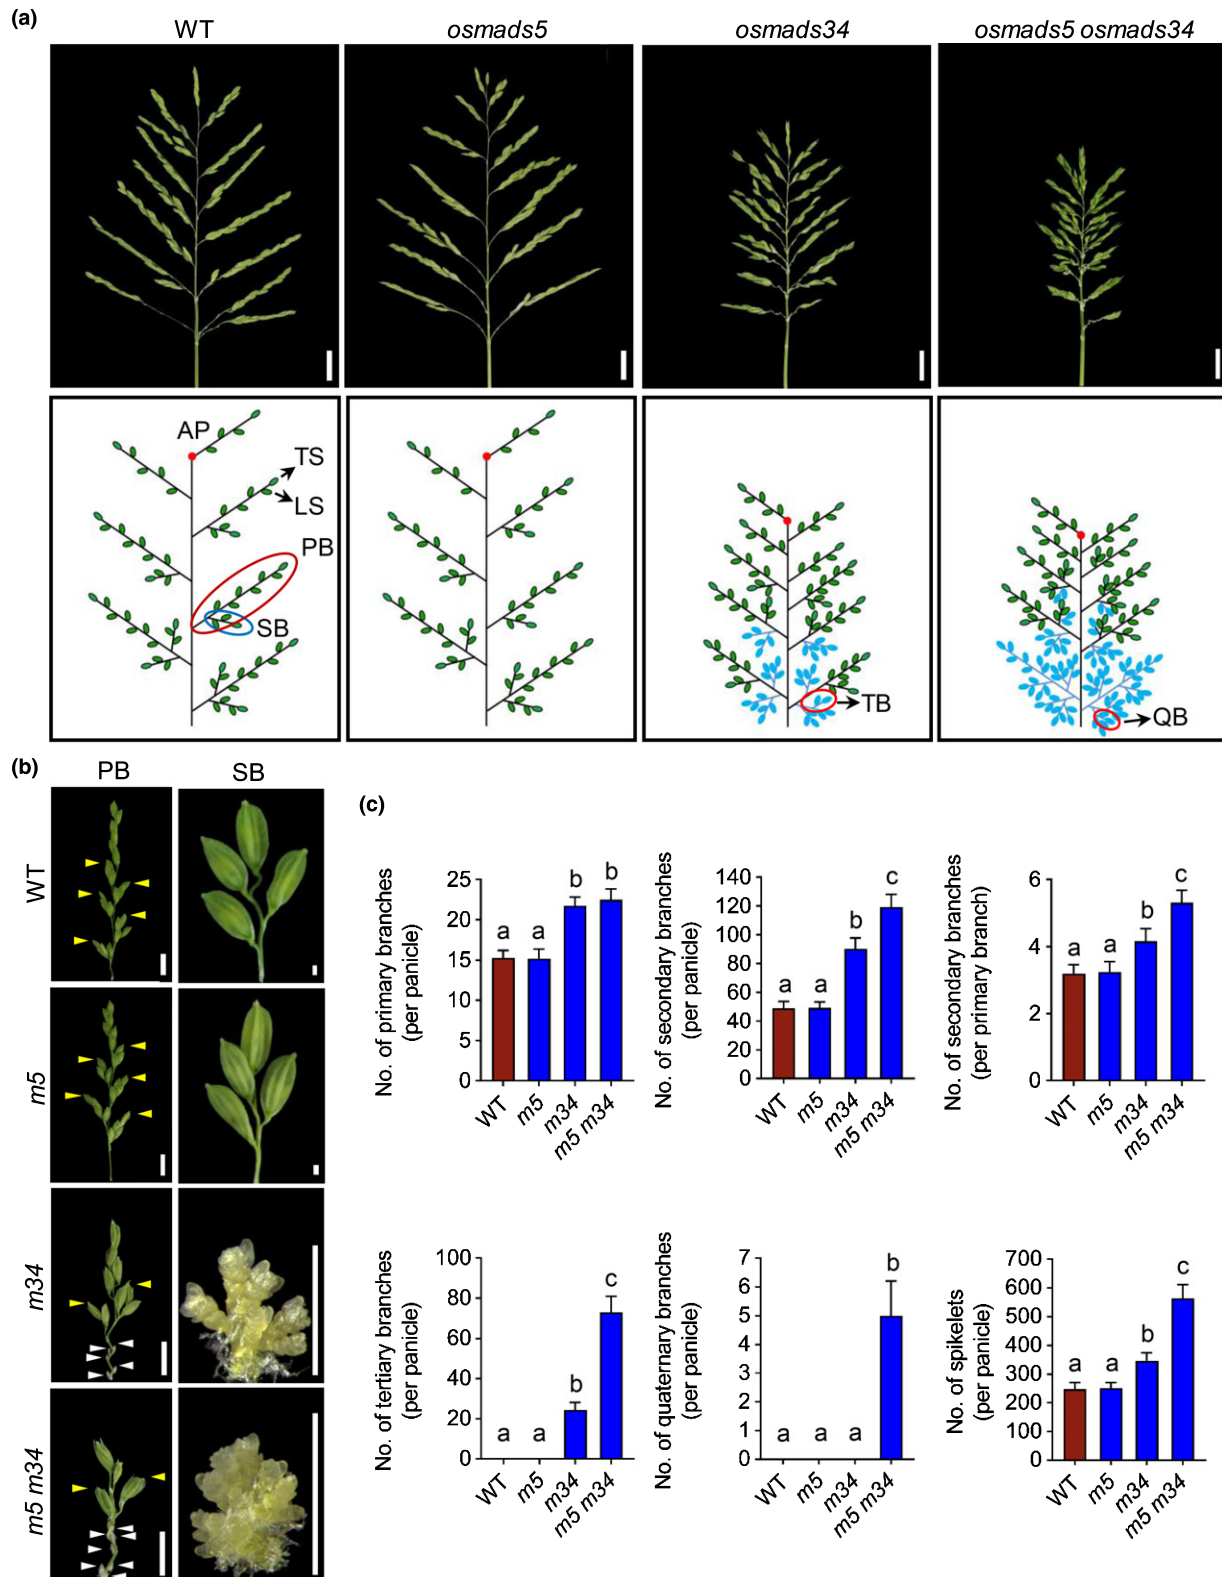 (a)
WT osmads5 osmads34 osmads5 osmads34
AP
TS
LS
PB
SB
TB
QB
(b)
PB SB
WT
m5
m34
m5 m34
(c)
No. of primary branches
(per panicle)
25
20
15
10
5
0
a a b b
WT m5 m34 m5 m34
No. of secondary branches
(per panicle)
140
120
100
80
60
40
20
0
a a b c
WT m5 m34 m5 m34
No. of secondary branches
(per primary branch)
6
4
2
0
a a b c
WT m5 m34 m5 m34
No. of tertiary branches
(per panicle)
100
80
60
40
20
0
a a b c
WT m5 m34 m5 m34
No. of quaternary branches
(per panicle)
7
6
5
4
3
2
1
0
a a a b
WT m5 m34 m5 m34
No. of spikelets
(per panicle)
700
600
500
400
300
200
100
0
a a b c
WT m5 m34 m5 m34